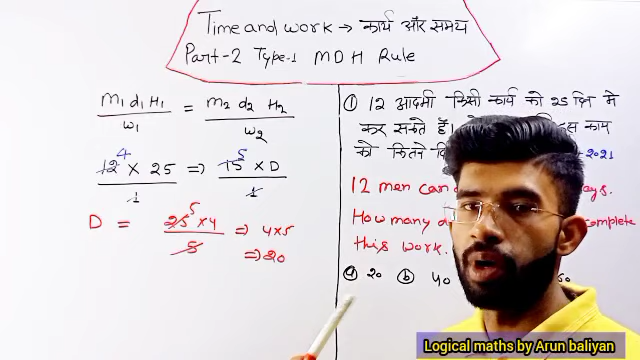 Time and work → कार्य और समय
Part-2 Type-1 MDH Rule
M₁ d₁ H₁ / W₁ = M₂ d₂ H₂ / W₂
12 4 × 25 / 1 ⇒ 15 5 × D / 1
D = 25 5 × 4 / 5 ⇒ 4×5
⇒ 20
① 12 आदमी किसी कार्य को 25 दिन मे
कर सकते हैं।
को कितने 2021
12 men can
How many complete
this work.
ⓐ 20 ⓑ 40
Logical maths by Arun baliyan